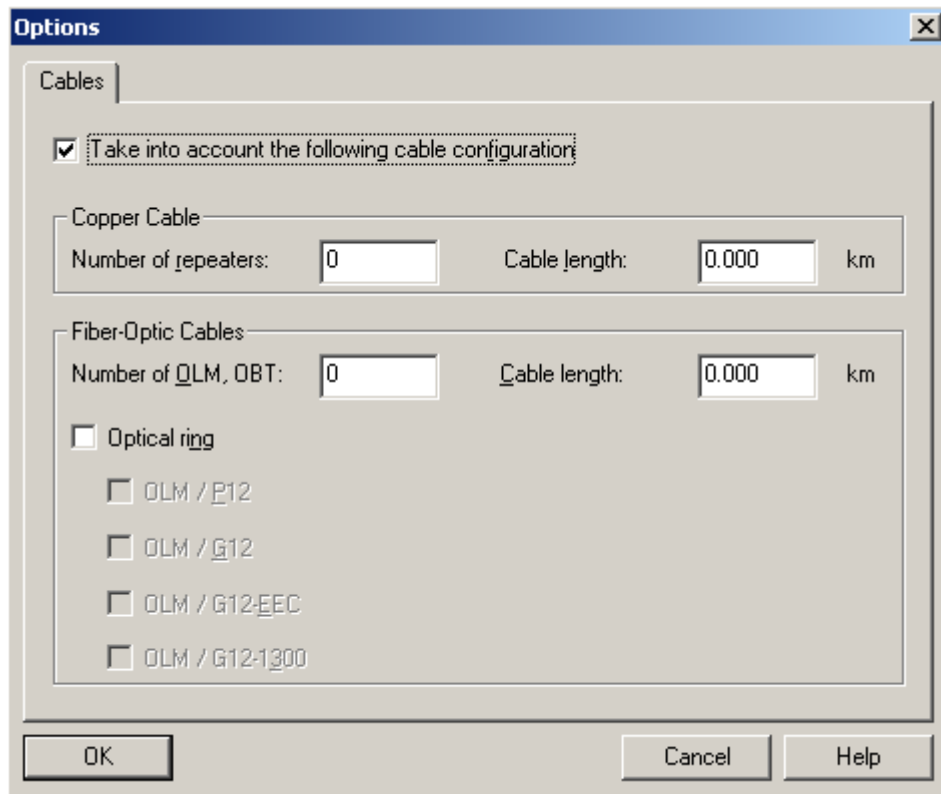 Options
Cables
Take into account the following cable configuration
Copper Cable
Number of repeaters: 0 Cable length: 0.000 km
Fiber-Optic Cables
Number of OLM, OBT: 0 Cable length: 0.000 km
Optical ring
OLM / P12
OLM / G12
OLM / G12-EEC
OLM / G12-1300
OK Cancel Help